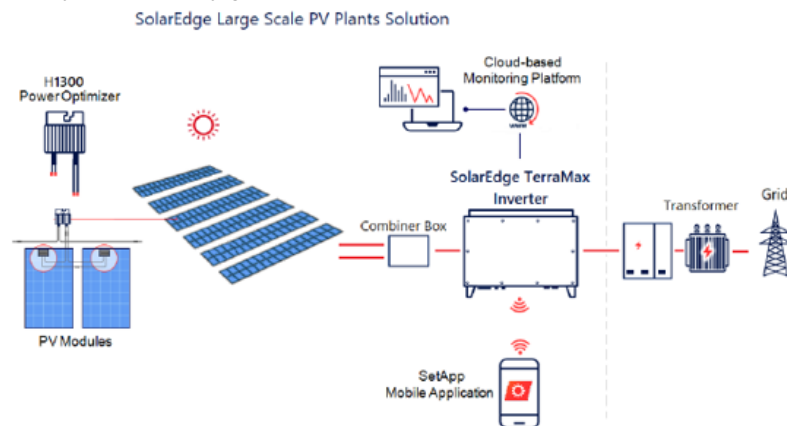 SolarEdge Large Scale PV Plants Solution
H1300
Power Optimizer
PV Modules
Cloud-based
Monitoring Platform
www
SolarEdge TerraMax
Inverter
Combiner Box
SetApp
Mobile Application
Transformer
Grid